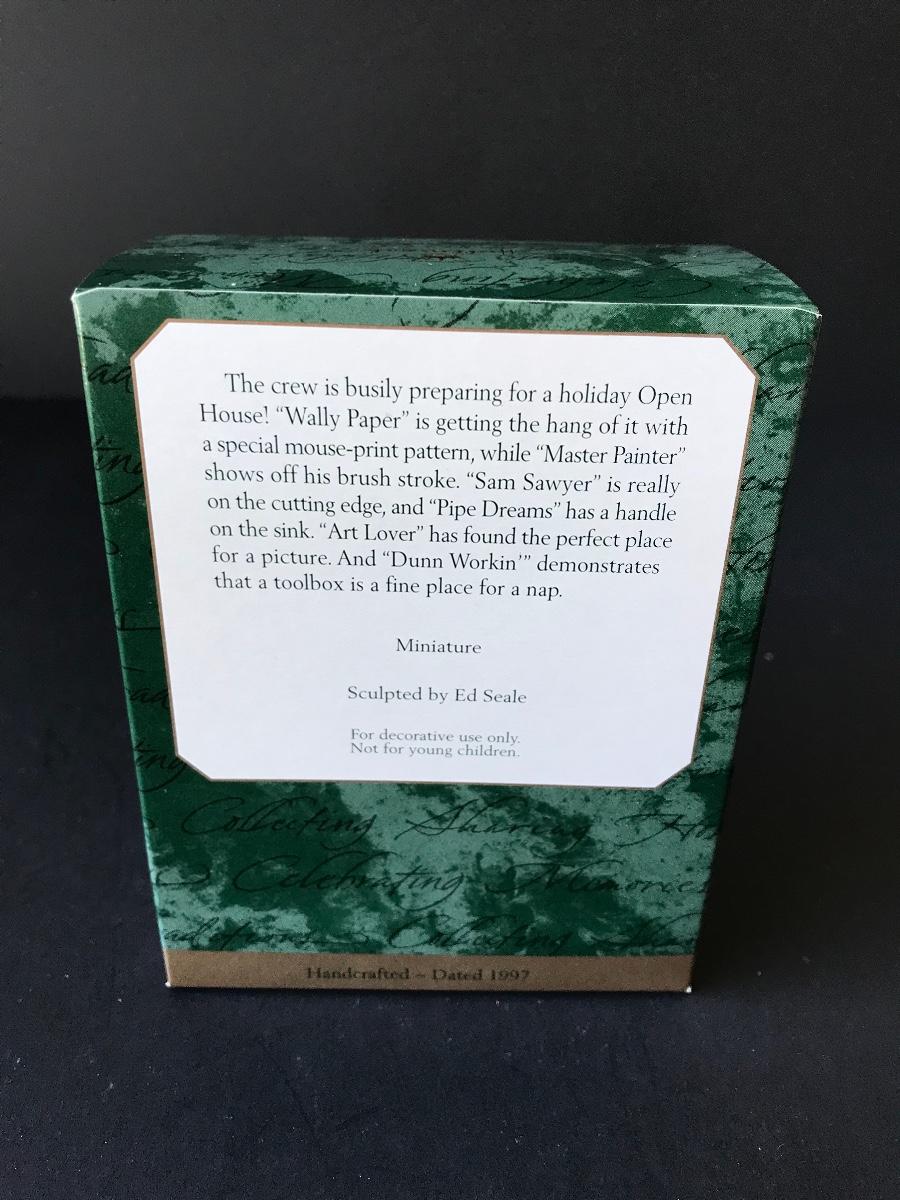 The crew is busily preparing for a holiday Open
House! “Wally Paper” is getting the hang of it with
a special mouse-print pattern, while “Master Painter”
shows off his brush stroke. “Sam Sawyer” is really
on the cutting edge, and “Pipe Dreams” has a handle
on the sink. “Art Lover” has found the perfect place
for a picture. And “Dunn Workin’” demonstrates
that a toolbox is a fine place for a nap.
Miniature
Sculpted by Ed Seale
For decorative use only.
Not for young children.
Collecting Sharing
Celebrating Memories
Collecting
Handcrafted ~ Dated 1997